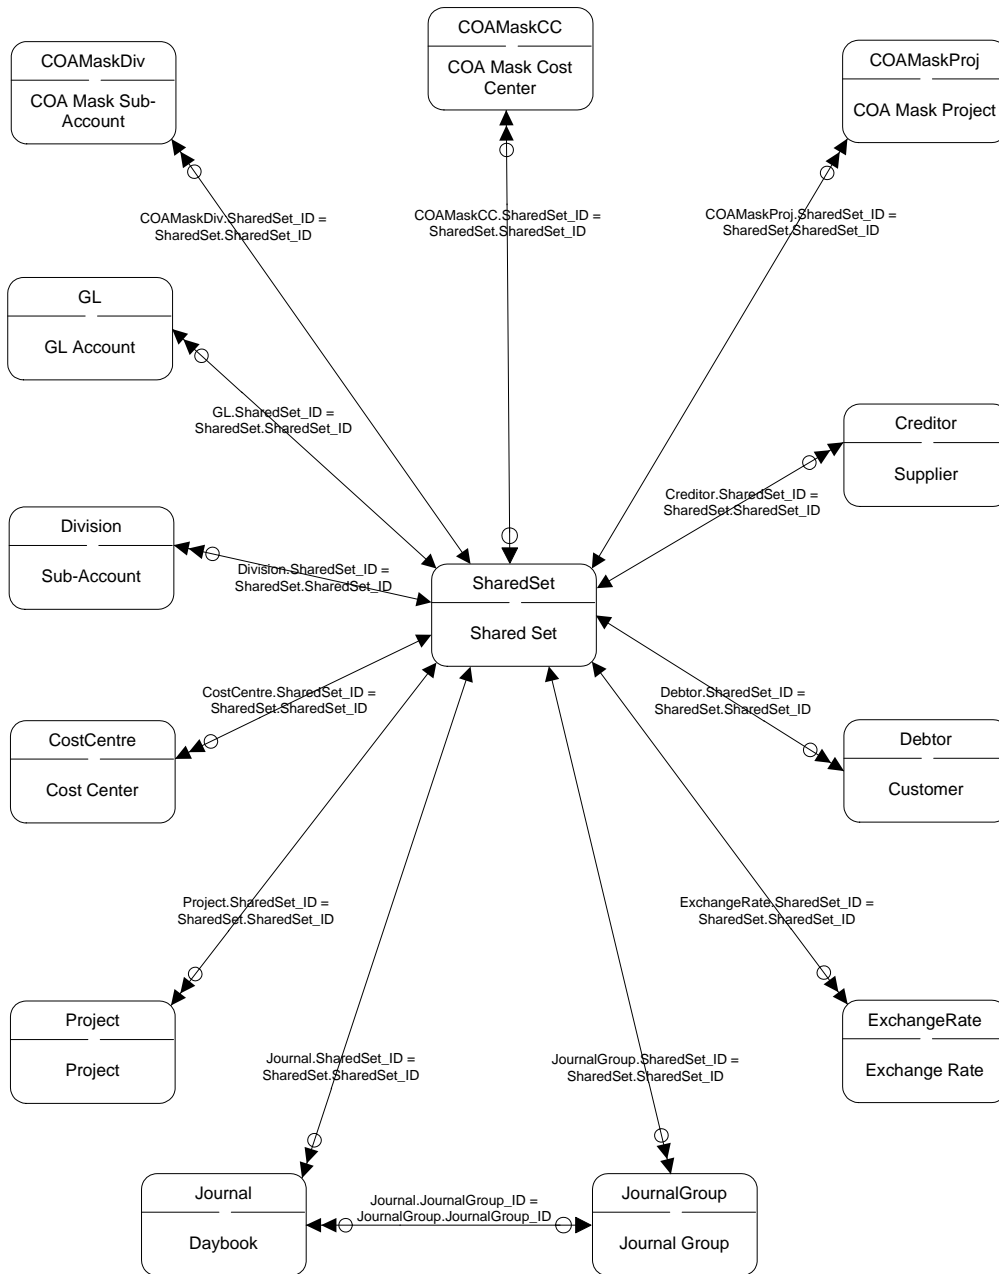 COAMaskCC
COA Mask Cost
Center
COAMaskDiv
COA Mask Sub-
Account
COAMaskProj
COA Mask Project
COAMaskDiv.SharedSet_ID =
SharedSet.SharedSet_ID
COAMaskCC.SharedSet_ID =
SharedSet.SharedSet_ID
COAMaskProj.SharedSet_ID =
SharedSet.SharedSet_ID
GL
GL Account
GL.SharedSet_ID =
SharedSet.SharedSet_ID
Creditor
Supplier
Creditor.SharedSet_ID =
SharedSet.SharedSet_ID
Division
Sub-Account
Division.SharedSet_ID =
SharedSet.SharedSet_ID
SharedSet
Shared Set
CostCentre.SharedSet_ID =
SharedSet.SharedSet_ID
Debtor.SharedSet_ID =
SharedSet.SharedSet_ID
CostCentre
Cost Center
Debtor
Customer
Project.SharedSet_ID =
SharedSet.SharedSet_ID
ExchangeRate.SharedSet_ID =
SharedSet.SharedSet_ID
Project
Project
ExchangeRate
Exchange Rate
Journal.SharedSet_ID =
SharedSet.SharedSet_ID
JournalGroup.SharedSet_ID =
SharedSet.SharedSet_ID
Journal
Daybook
Journal.JournalGroup_ID =
JournalGroup.JournalGroup_ID
JournalGroup
Journal Group